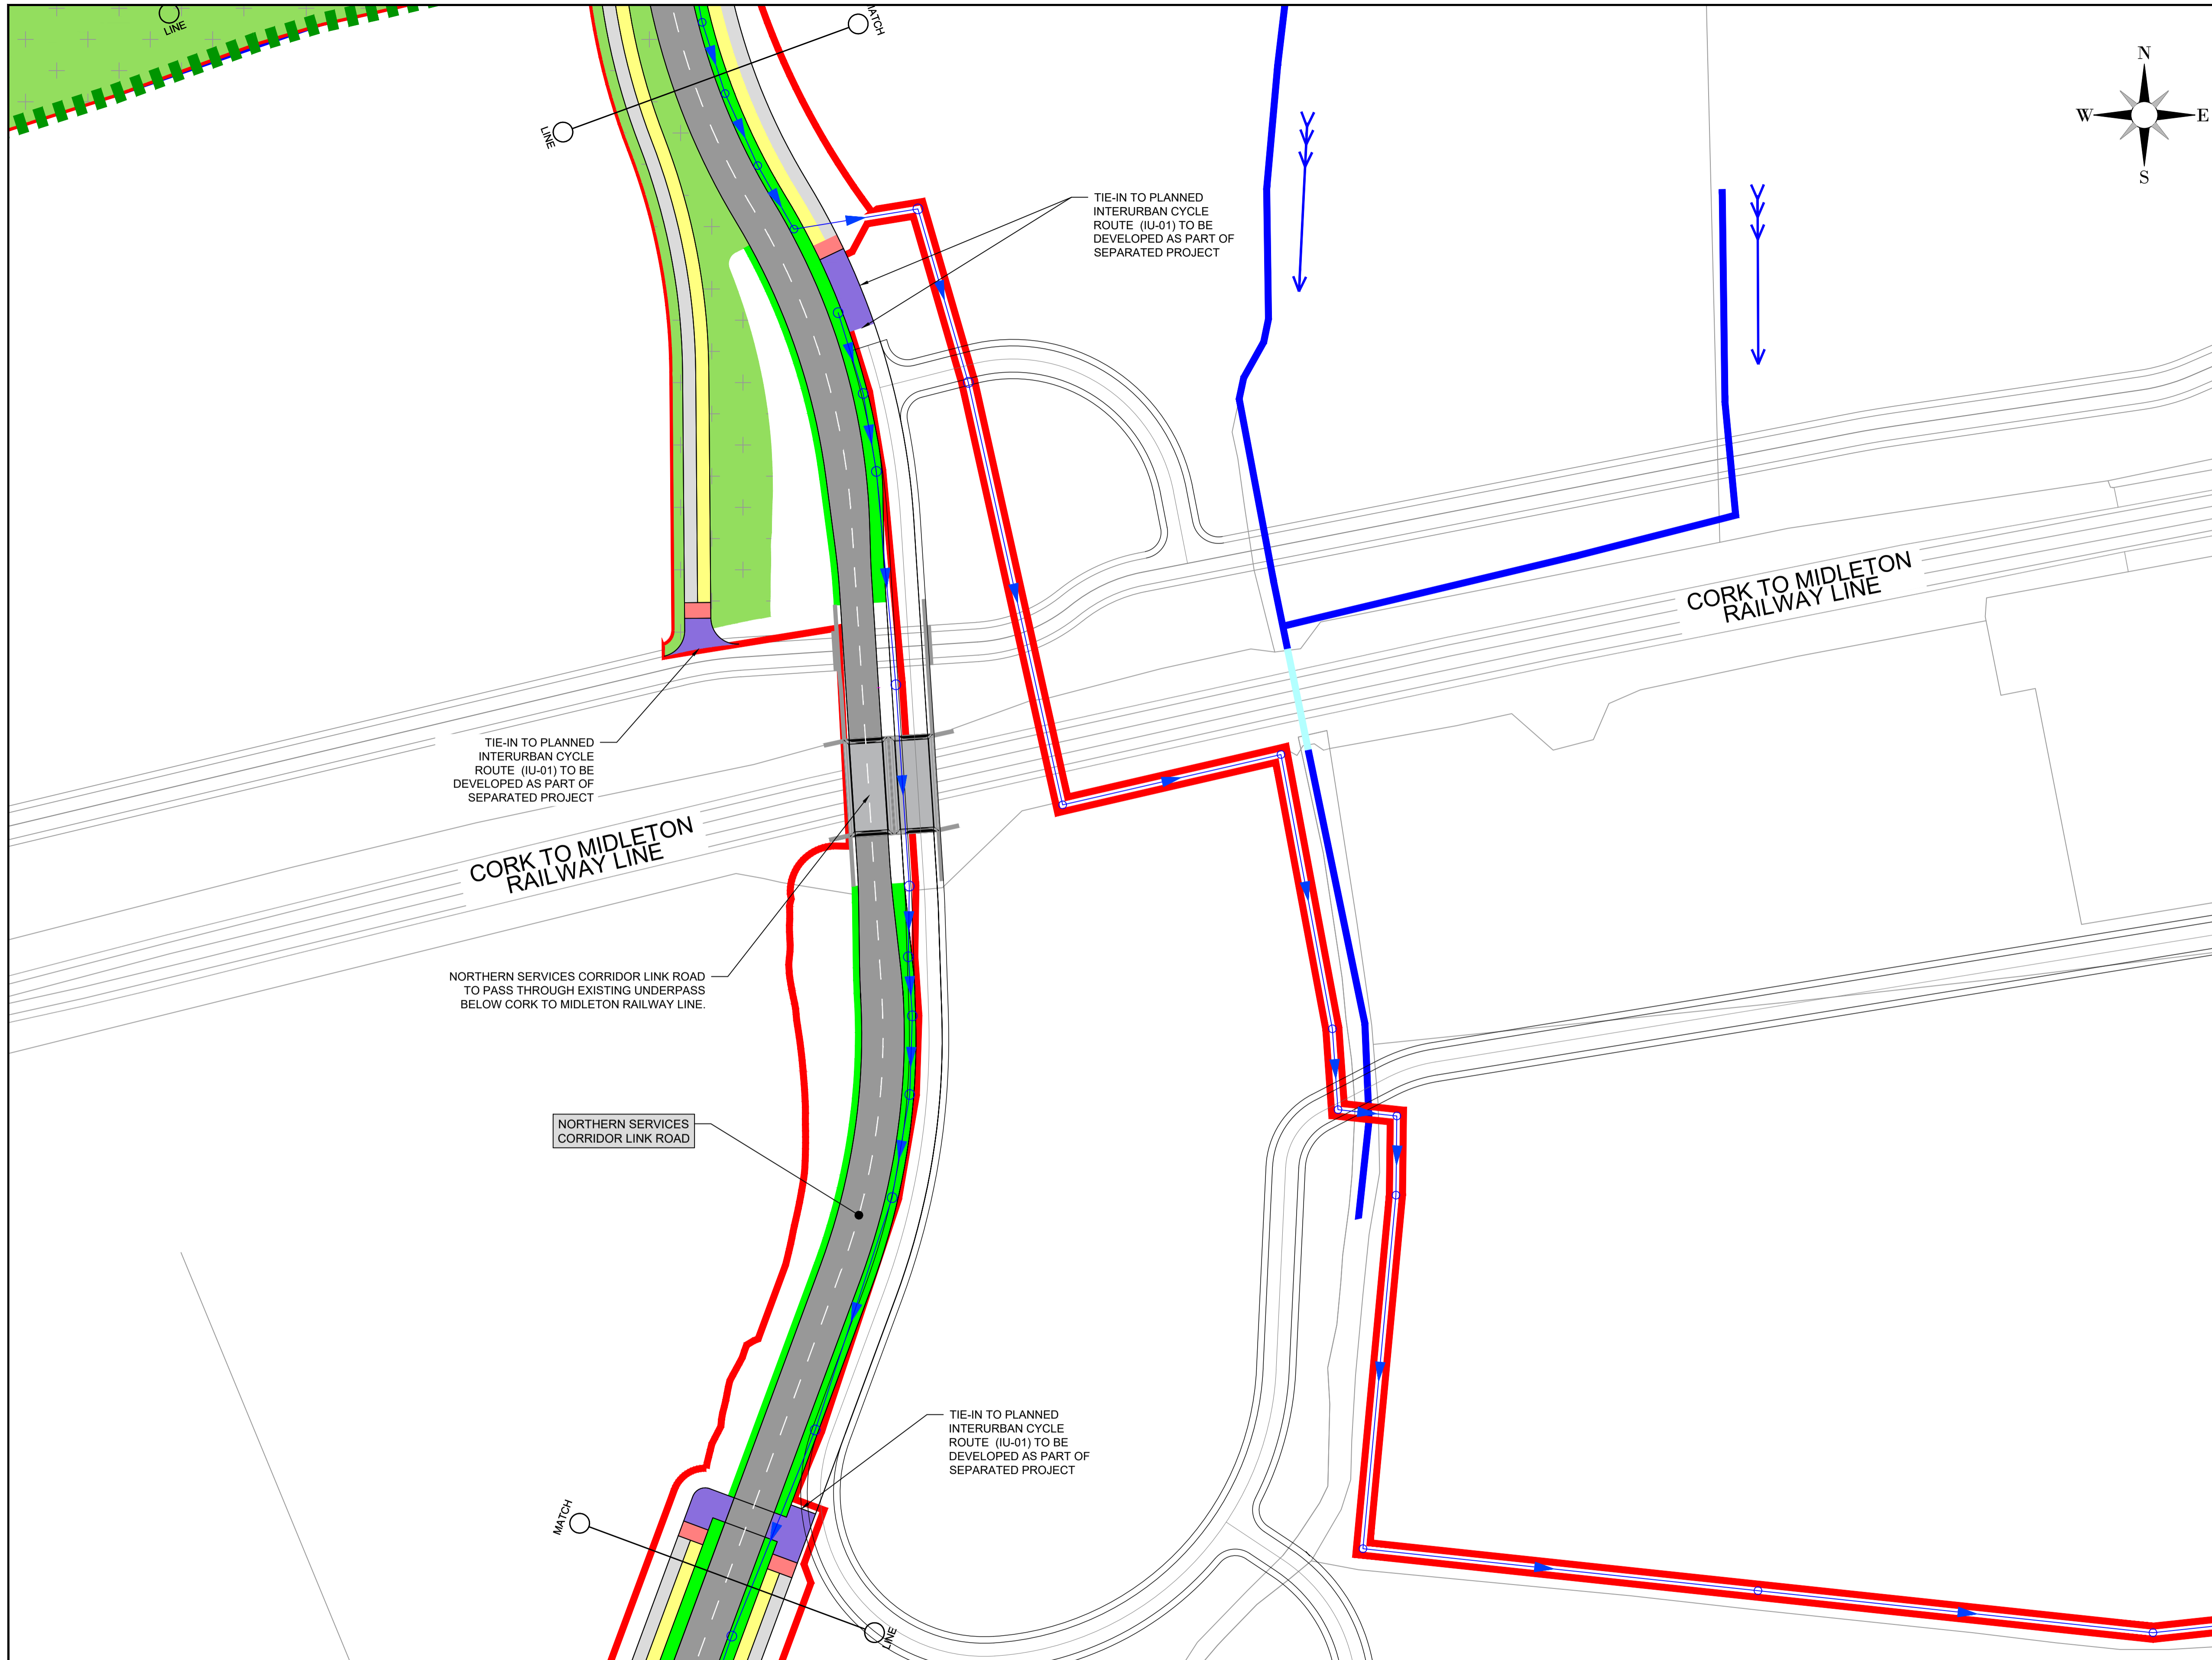 LINE
MATCH
LINE
N
W
E
S
TIE-IN TO PLANNED
INTERURBAN CYCLE
ROUTE (IU-01) TO BE
DEVELOPED AS PART OF
SEPARATED PROJECT
CORK TO MIDLETON
RAILWAY LINE
TIE-IN TO PLANNED
INTERURBAN CYCLE
ROUTE (IU-01) TO BE
DEVELOPED AS PART OF
SEPARATED PROJECT
CORK TO MIDLETON
RAILWAY LINE
NORTHERN SERVICES CORRIDOR LINK ROAD
TO PASS THROUGH EXISTING UNDERPASS
BELOW CORK TO MIDLETON RAILWAY LINE.
NORTHERN SERVICES
CORRIDOR LINK ROAD
TIE-IN TO PLANNED
INTERURBAN CYCLE
ROUTE (IU-01) TO BE
DEVELOPED AS PART OF
SEPARATED PROJECT
MATCH
LINE